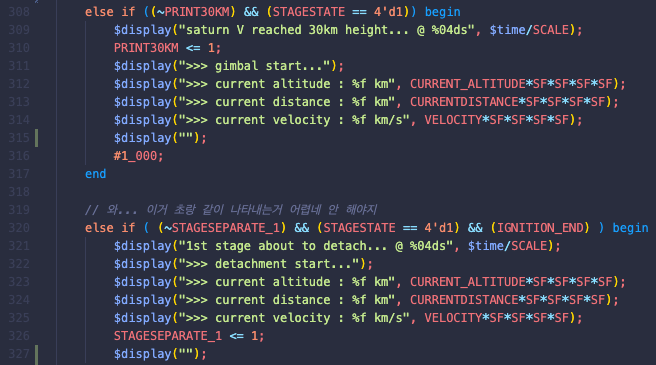 308 else if ((~PRINT30KM) && (STAGESTATE == 4'd1)) begin
309 $display("saturn V reached 30km height... @ %04ds", $time/SCALE);
310 PRINT30KM <= 1;
311 $display(">>> gimbal start...");
312 $display(">>> current altitude : %f km", CURRENT_ALTITUDE*SF*SF*SF*SF);
313 $display(">>> current distance : %f km", CURRENTDISTANCE*SF*SF*SF*SF);
314 $display(">>> current velocity : %f km/s", VELOCITY*SF*SF*SF*SF);
315 $display("");
316 #1_000;
317 end
318
319 // 와... 이거 초랑 같이 나타내는거 어렵네 안 해야지
320 else if ( (~STAGESEPARATE_1) && (STAGESTATE == 4'd1) && (IGNITION_END) ) begin
321 $display("1st stage about to detach... @ %04ds", $time/SCALE);
322 $display(">>> detachment start...");
323 $display(">>> current altitude : %f km", CURRENT_ALTITUDE*SF*SF*SF*SF);
324 $display(">>> current distance : %f km", CURRENTDISTANCE*SF*SF*SF*SF);
325 $display(">>> current velocity : %f km/s", VELOCITY*SF*SF*SF*SF);
326 STAGESEPARATE_1 <= 1;
327 $display("");